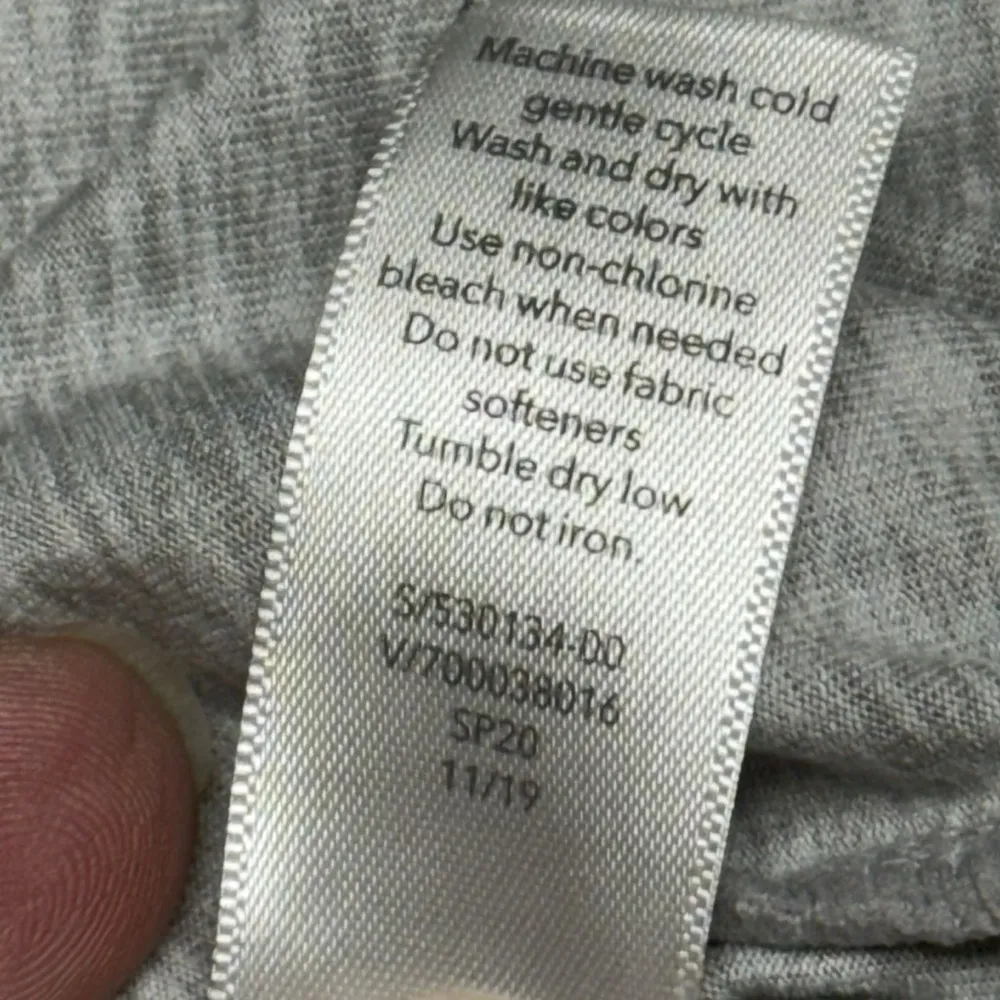 Machine wash cold
gentle cycle
Wash and dry with
like colors
Use non-chlorine
bleach when needed
Do not use fabric
softeners
Tumble dry low
Do not iron.
S/530134-DD
V/700038016
SP20
11/19